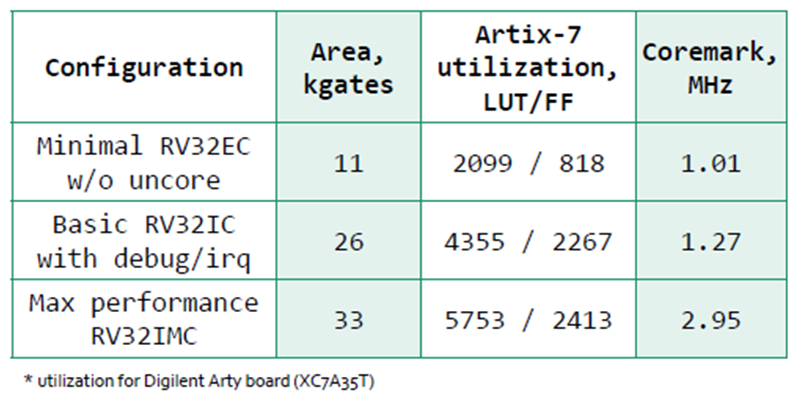 Configuration
Area,
kgates
Artix-7
utilization,
LUT/FF
Coremark,
MHz
Minimal RV32EC
w/o uncore
11
2099 / 818
1.01
Basic RV32IC
with debug/irq
26
4355 / 2267
1.27
Max performance
RV32IMC
33
5753 / 2413
2.95
* utilization for Digilent Arty board (XC7A35T)